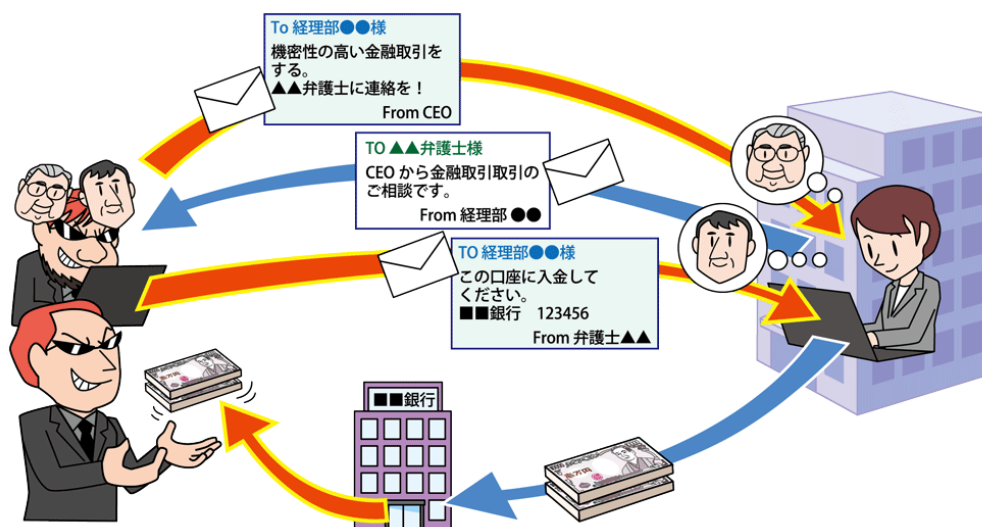 To 経理部●●様
機密性の高い金融取引を
する。
▲▲弁護士に連絡を！
From CEO
TO ▲▲弁護士様
CEO から金融取引取引の
ご相談です。
From 経理部 ●●
TO 経理部●●様
この口座に入金して
ください。
■■銀行　123456
From 弁護士▲▲
■■銀行